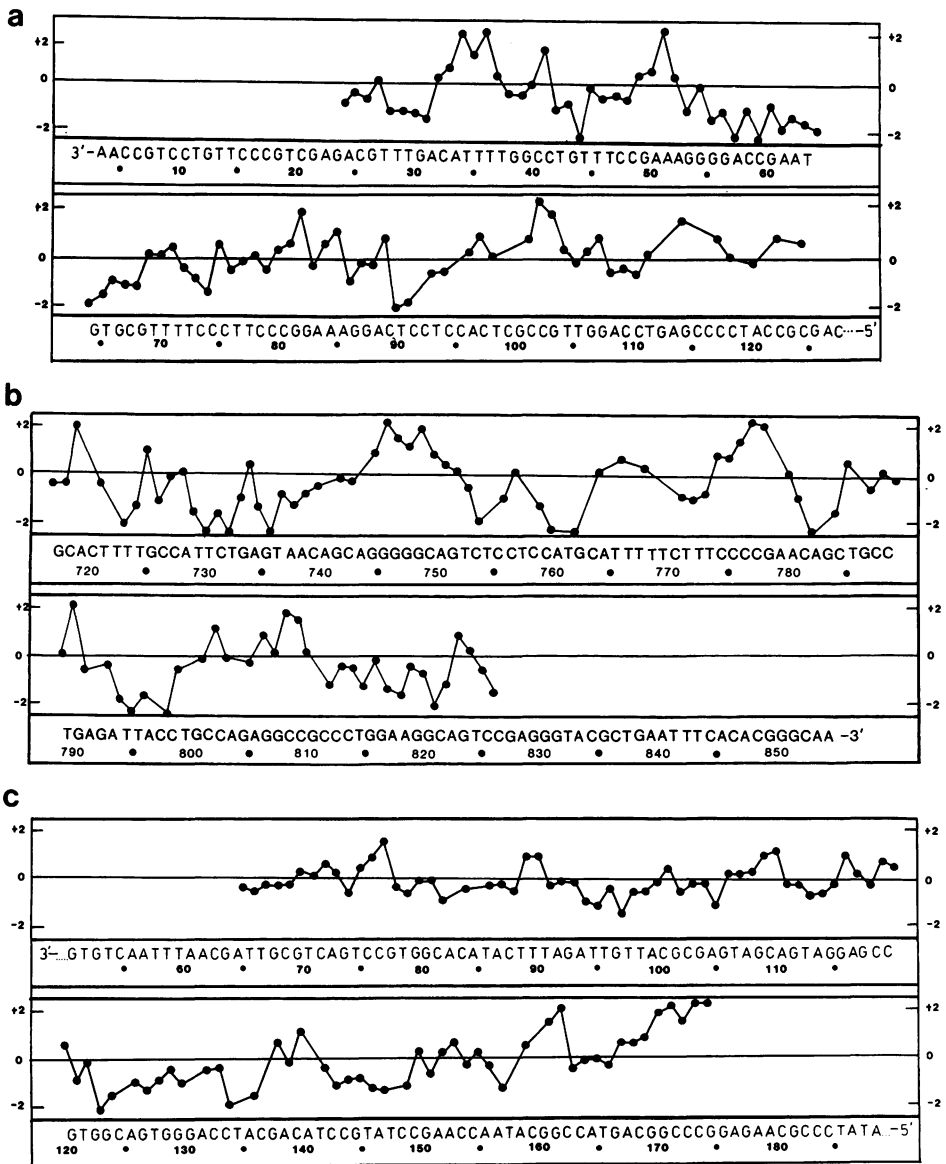 a
+2 +2
0 0
-2 -2
3'-AACCGTCCTGTTCCCGTCGAGACGTTTGACATTTTGGCCTGTTTCCGAAAGGGGACCGAAT
• 10 • 20 • 30 • 40 • 50 • 60
+2 +2
0 0
-2 -2
GTGCGTTTTCCCTTCCCGGAAAGGACTCCTCCACTCGCCGTTGGACCTGAGCCCCTACCGCGAC···-5'
• 70 • 80 • 90 • 100 • 110 • 120 •
b
+2 +2
0 0
-2 -2
GCACTTTTGCCATTCTGAGTAACAGCAGGGGGCAGTCTCCTCCATGCATTTTTCTTTCCCCGAACAGCTGCC
720 • 730 • 740 • 750 • 760 • 770 • 780 •
+2 +2
0 0
-2 -2
TGAGATTACCTGCCAGAGGCCGCCCTGGAAGGCAGTCCGAGGGTACGCTGAATTTCACACGGGCAA -3'
790 • 800 • 810 • 820 • 830 • 840 • 850
c
+2 +2
0 0
-2 -2
3'-...GTGTCAATTTAACGATTGCGTCAGTCCGTGGCACATACTTTAGATTGTTACGCGAGTAGCAGTAGGAGCC
• 60 • 70 • 80 • 90 • 100 • 110 •
+2 +2
0 0
-2 -2
GTGGCAGTGGGACCTACGACATCCGTATCCGAACCAATACGGCCATGACGGCCCGGAGAACGCCCTATA...-5'
120 • 130 • 140 • 150 • 160 • 170 • 180 •